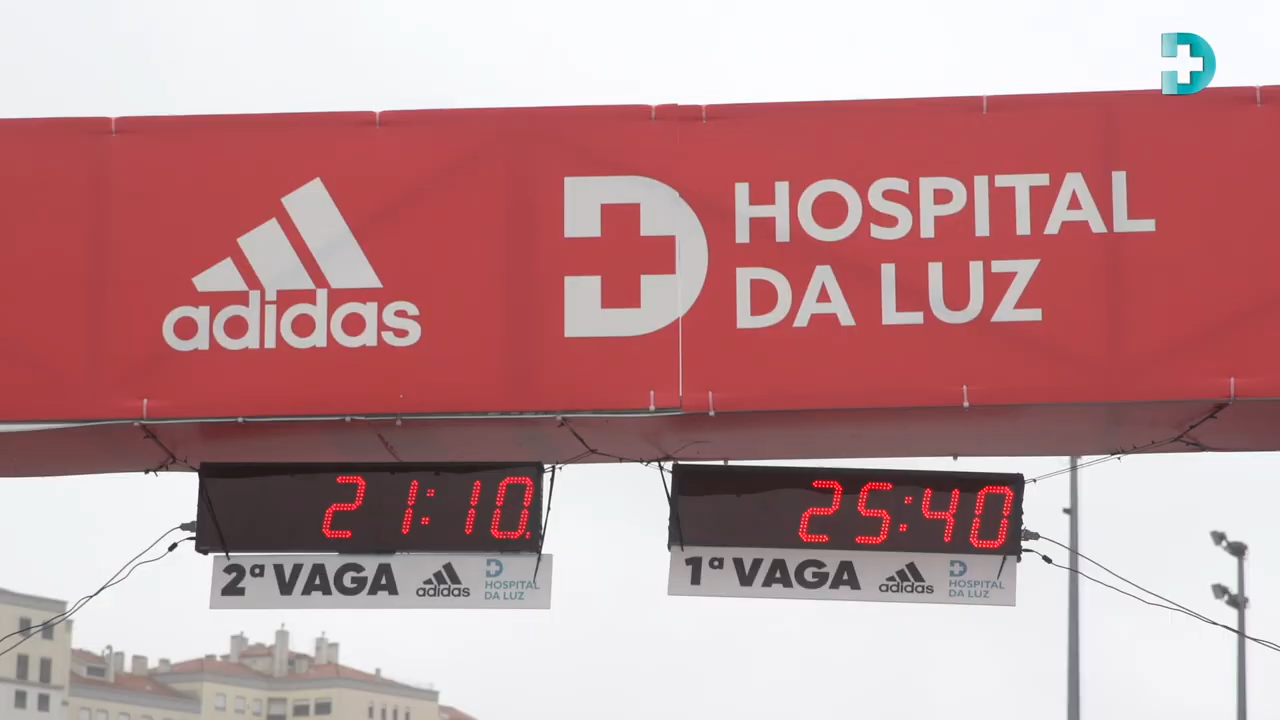 adidas
HOSPITAL
DA LUZ
21:10
25:40
2ª VAGA adidas HOSPITAL DA LUZ
1ª VAGA adidas HOSPITAL DA LUZ